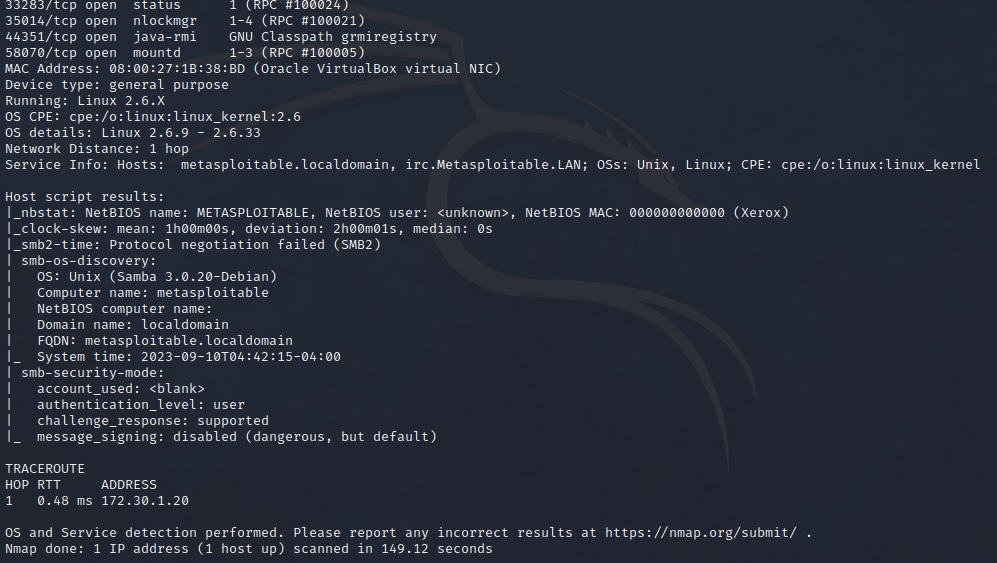 33283/tcp open  status      1 (RPC #100024)
35014/tcp open  nlockmgr    1-4 (RPC #100021)
44351/tcp open  java-rmi    GNU Classpath grmiregistry
58070/tcp open  mountd      1-3 (RPC #100005)
MAC Address: 08:00:27:1B:38:BD (Oracle VirtualBox virtual NIC)
Device type: general purpose
Running: Linux 2.6.X
OS CPE: cpe:/o:linux:linux_kernel:2.6
OS details: Linux 2.6.9 - 2.6.33
Network Distance: 1 hop
Service Info: Hosts:  metasploitable.localdomain, irc.Metasploitable.LAN; OSs: Unix, Linux; CPE: cpe:/o:linux:linux_kernel

Host script results:
|_nbstat: NetBIOS name: METASPLOITABLE, NetBIOS user: <unknown>, NetBIOS MAC: 000000000000 (Xerox)
|_clock-skew: mean: 1h00m00s, deviation: 2h00m01s, median: 0s
|_smb2-time: Protocol negotiation failed (SMB2)
| smb-os-discovery:
|   OS: Unix (Samba 3.0.20-Debian)
|   Computer name: metasploitable
|   NetBIOS computer name:
|   Domain name: localdomain
|   FQDN: metasploitable.localdomain
|_  System time: 2023-09-10T04:42:15-04:00
| smb-security-mode:
|   account_used: <blank>
|   authentication_level: user
|   challenge_response: supported
|_  message_signing: disabled (dangerous, but default)

TRACEROUTE
HOP RTT     ADDRESS
1   0.48 ms 172.30.1.20

OS and Service detection performed. Please report any incorrect results at https://nmap.org/submit/ .
Nmap done: 1 IP address (1 host up) scanned in 149.12 seconds